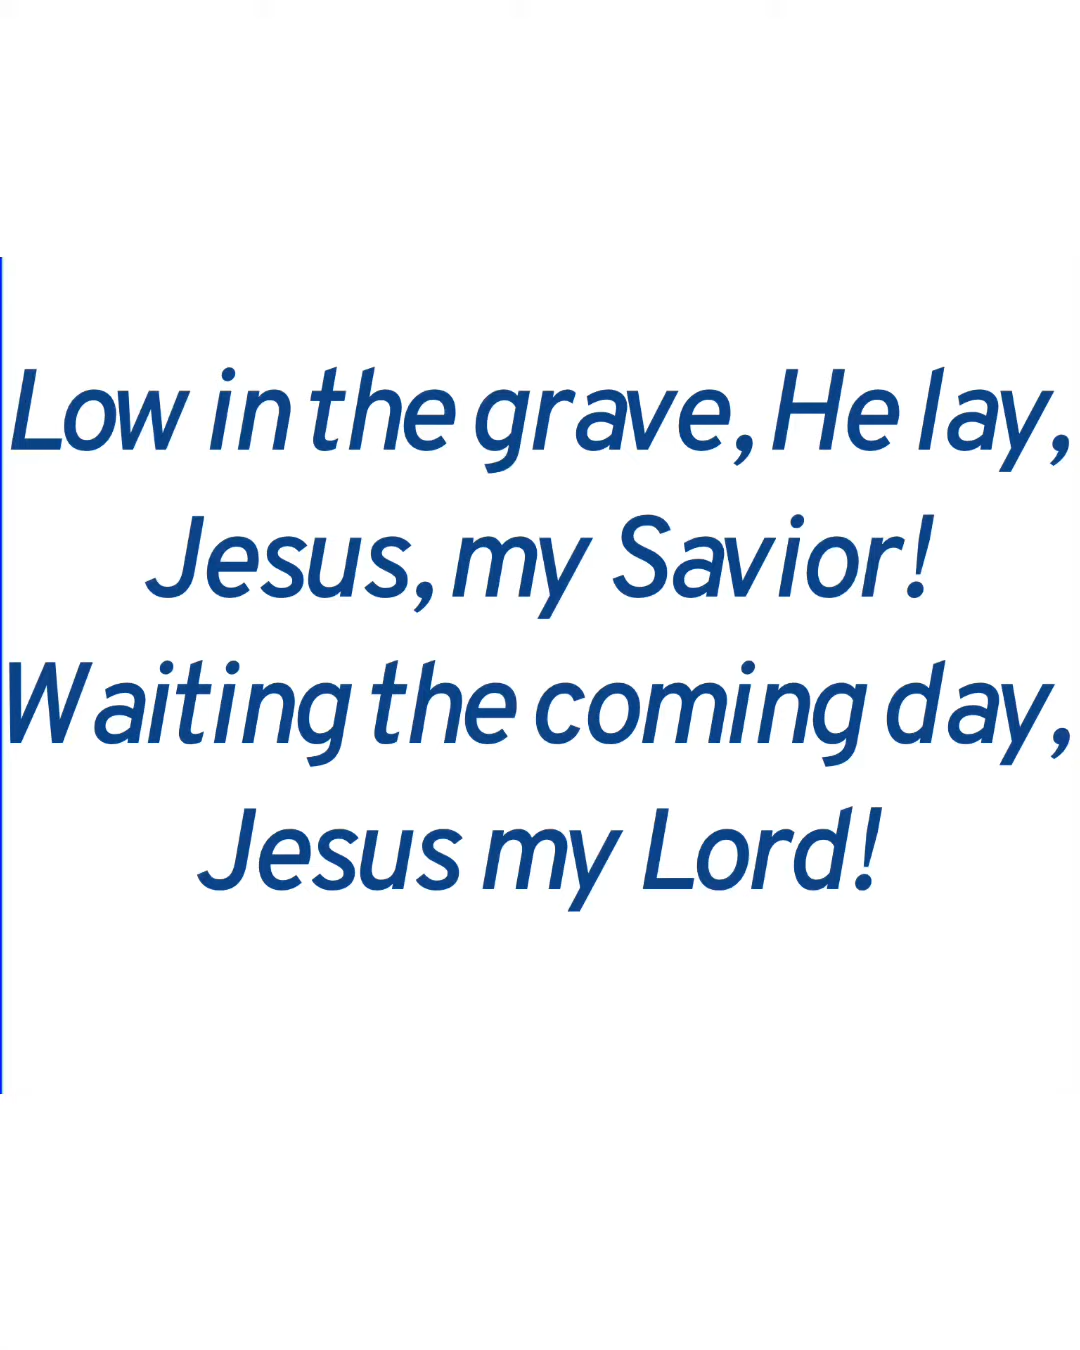 Low in the grave, He lay,
Jesus, my Savior!
Waiting the coming day,
Jesus my Lord!